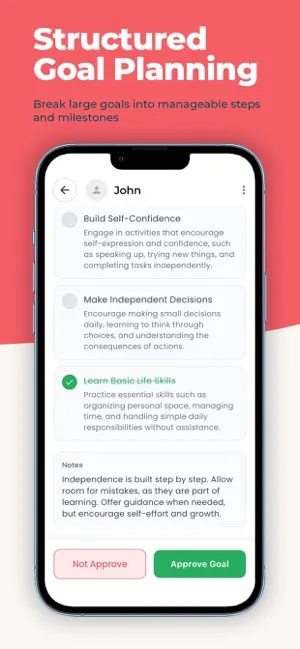 Structured
Goal Planning
Break large goals into manageable steps
and milestones
John
Build Self-Confidence
Engage in activities that encourage
self-expression and confidence, such
as speaking up, trying new things, and
completing tasks independently.
Make Independent Decisions
Encourage making small decisions
daily, learning to think through
choices, and understanding the
consequences of actions.
Learn Basic Life Skills
Practice essential skills such as
organizing personal space, managing
time, and handling simple daily
responsibilities without assistance.
Notes
Independence is built step by step. Allow
room for mistakes, as they are part of
learning. Offer guidance when needed,
but encourage self-effort and growth.
Not Approve
Approve Goal